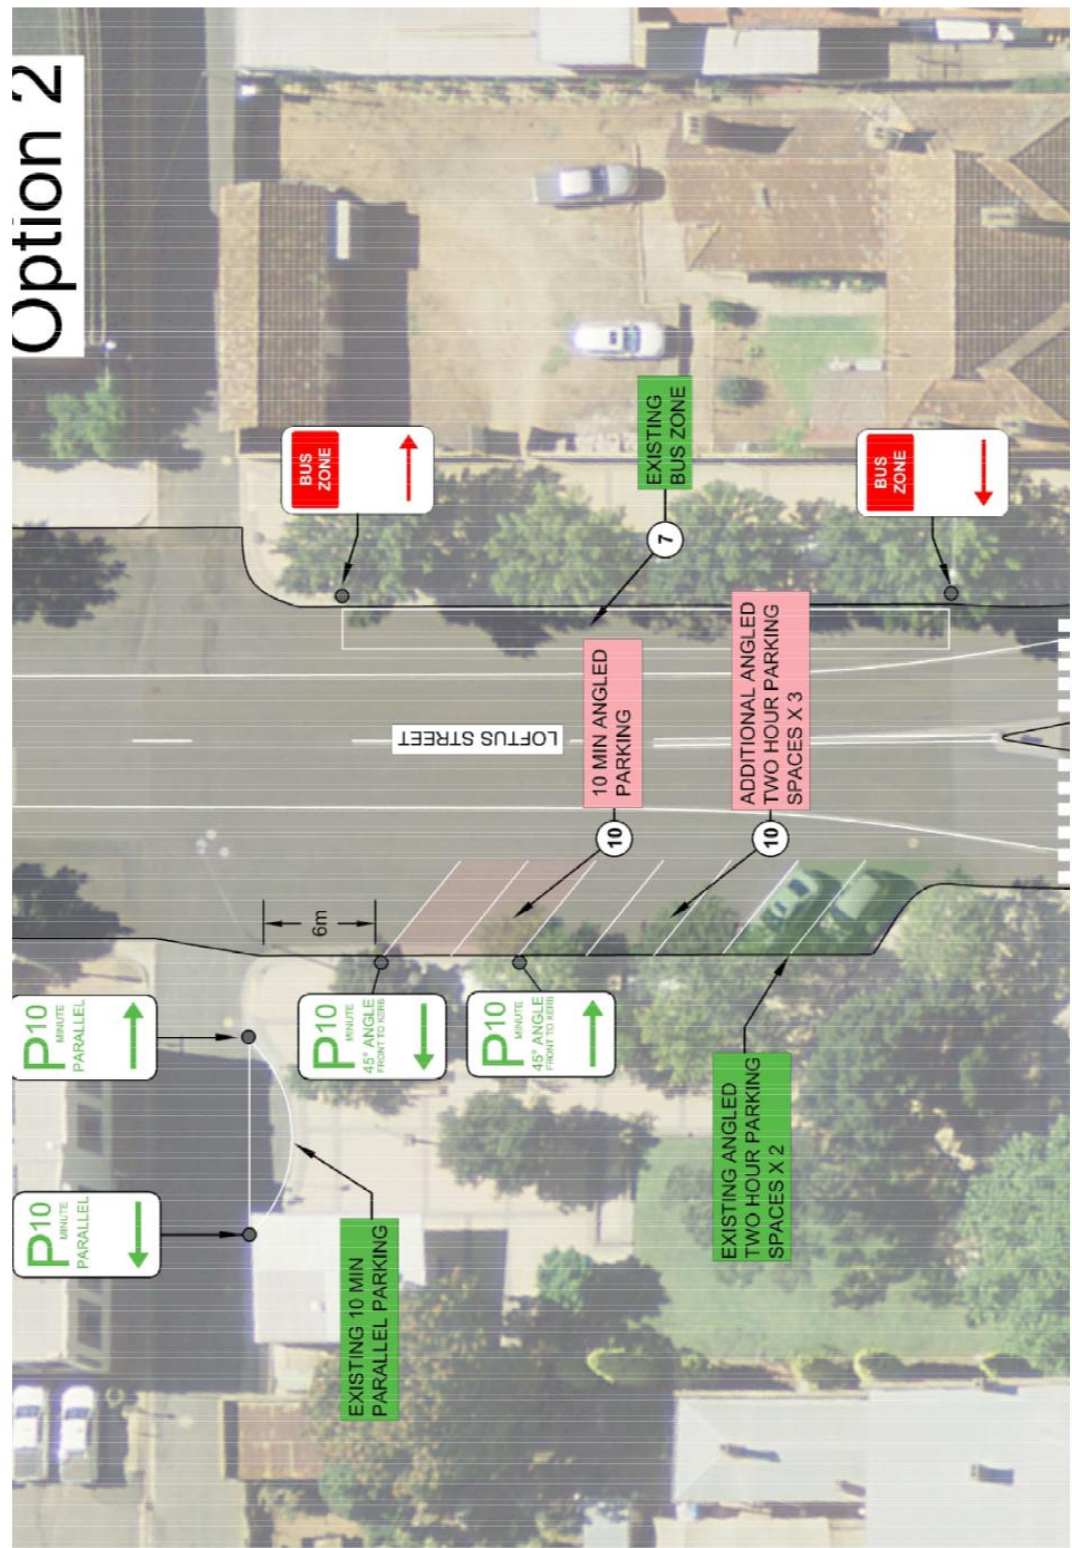 Option 2
BUS
ZONE
BUS
ZONE
EXISTING
BUS ZONE
7
10 MIN ANGLED
PARKING
10
ADDITIONAL ANGLED
TWO HOUR PARKING
SPACES X 3
10
LOFTUS STREET
6m
P10
MINUTE
PARALLEL
P10
MINUTE
45° ANGLE
FRONT TO KERB
P10
MINUTE
45° ANGLE
FRONT TO KERB
P10
MINUTE
PARALLEL
EXISTING 10 MIN
PARALLEL PARKING
EXISTING ANGLED
TWO HOUR PARKING
SPACES X 2